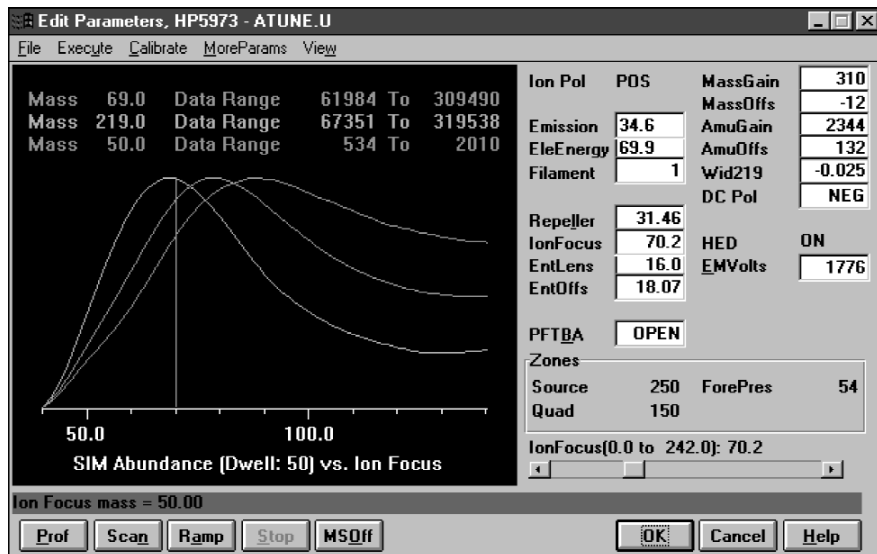 Edit Parameters, HP5973 - ATUNE.U
File Execute Calibrate MoreParams View
Mass 69.0 Data Range 61984 To 309490
Mass 219.0 Data Range 67351 To 319538
Mass 50.0 Data Range 534 To 2010
50.0 100.0
SIM Abundance (Dwell: 50) vs. Ion Focus
Ion Pol POS
Emission 34.6
EleEnergy 69.9
Filament 1
Repeller 31.46
IonFocus 70.2
EntLens 16.0
EntOffs 18.07
PFTBA OPEN
MassGain 310
MassOffs -12
AmuGain 2344
AmuOffs 132
Wid219 -0.025
DC Pol NEG
HED ON
EMVolts 1776
Zones
Source 250 ForePres 54
Quad 150
IonFocus(0.0 to 242.0): 70.2
Ion Focus mass = 50.00
Prof Scan Ramp Stop MSOff OK Cancel Help